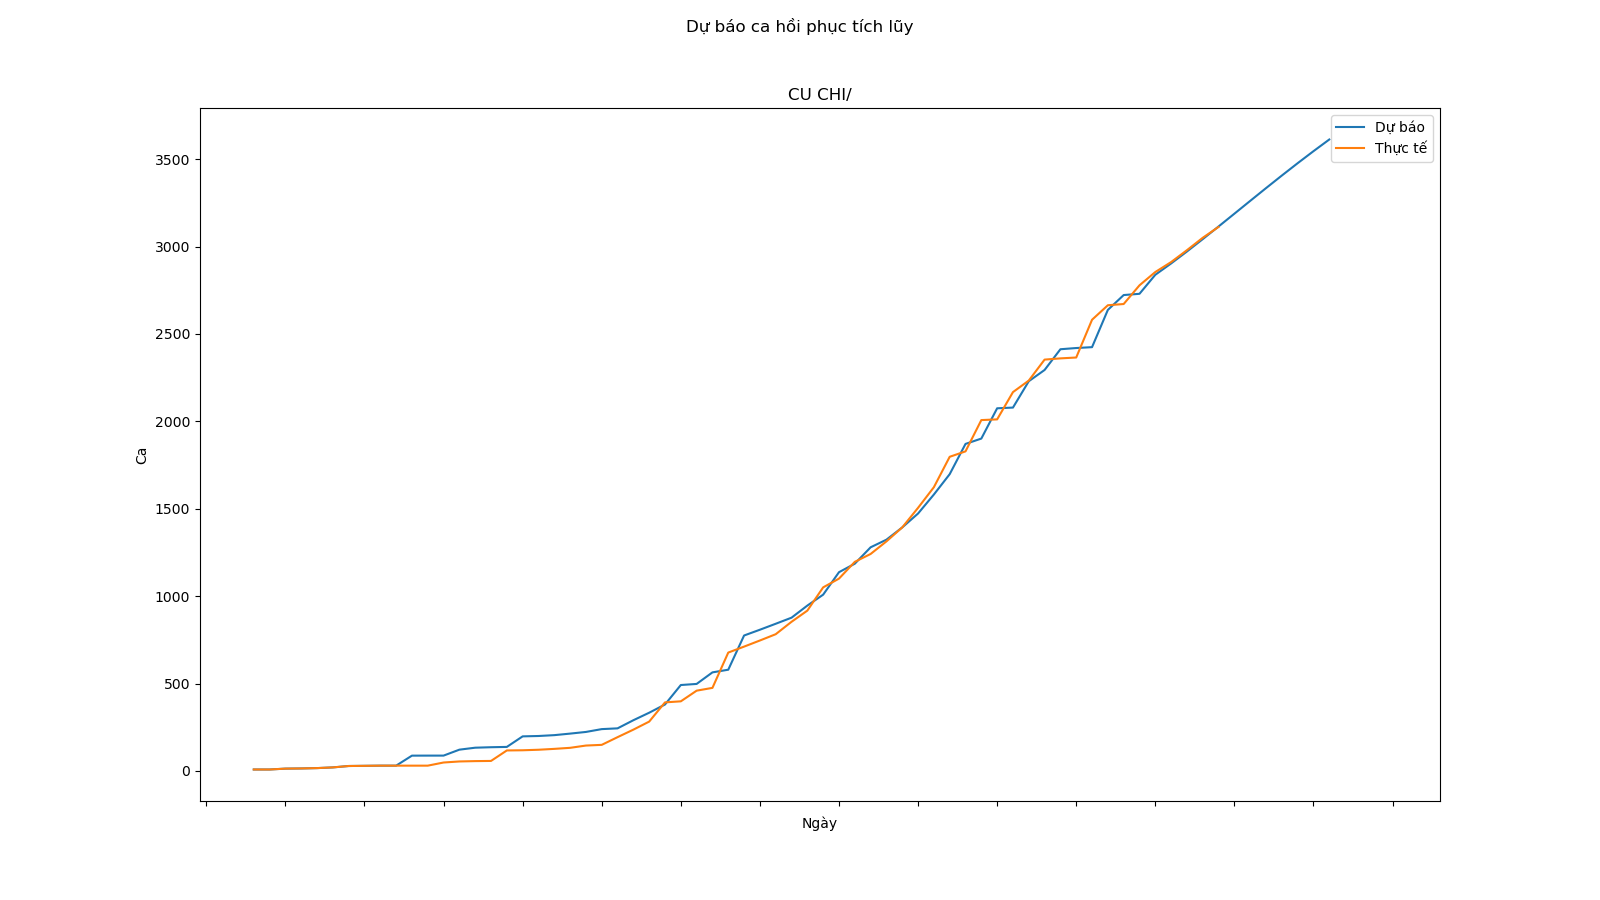 Dự báo ca hồi phục tích lũy
CU CHI/
Dự báo
Thực tế
3500
3000
2500
2000
1500
1000
500
0
Ca
Ngày